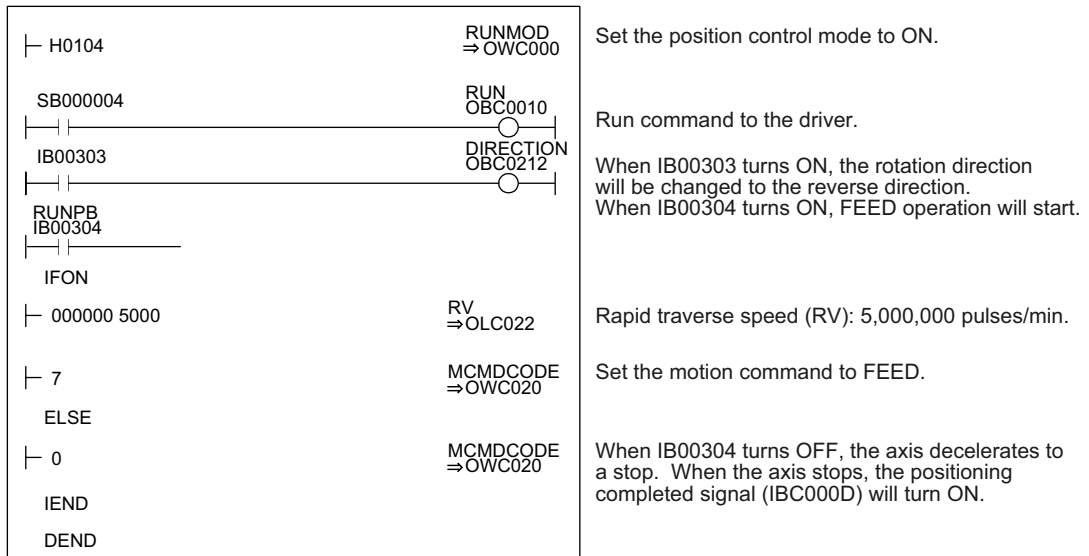 H0104
RUNMOD
⇒ OWC000
Set the position control mode to ON.
SB000004
RUN
OBC0010
Run command to the driver.
IB00303
DIRECTION
OBC0212
When IB00303 turns ON, the rotation direction
will be changed to the reverse direction.
When IB00304 turns ON, FEED operation will start.
RUNPB
IB00304
IFON
000000 5000
RV
⇒OLC022
Rapid traverse speed (RV): 5,000,000 pulses/min.
7
MCMDCODE
⇒OWC020
Set the motion command to FEED.
ELSE
0
MCMDCODE
⇒OWC020
When IB00304 turns OFF, the axis decelerates to
a stop. When the axis stops, the positioning
completed signal (IBC000D) will turn ON.
IEND
DEND